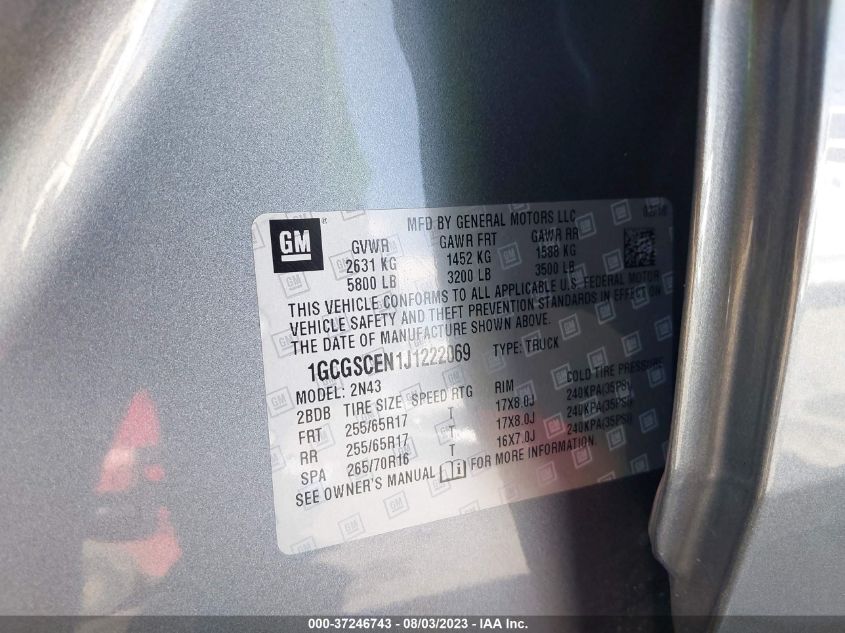 MFD BY GENERAL MOTORS LLC
GM
GVWR GAWR FRT GAWR RR
2631 KG 1452 KG 1588 KG
5800 LB 3200 LB 3500 LB
THIS VEHICLE CONFORMS TO ALL APPLICABLE U.S. FEDERAL MOTOR
VEHICLE SAFETY AND THEFT PREVENTION STANDARDS IN EFFECT ON
THE DATE OF MANUFACTURE SHOWN ABOVE.
1GCGSCEN1J1222069 TYPE: TRUCK
MODEL: 2N43
2BDB TIRE SIZE SPEED RTG RIM COLD TIRE PRESSURE
FRT 255/65R17 T 17X8.0J 240KPA(35PSI)
RR 255/65R17 T 17X8.0J 240KPA(35PSI)
SPA 265/70R16 T 16X7.0J 240KPA(35PSI)
SEE OWNER'S MANUAL FOR MORE INFORMATION.
000-37246743 - 08/03/2023 - IAA Inc.